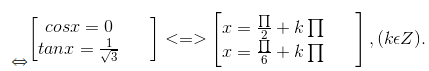 ⇔[cosx = 0
tanx = 1/√3] <=> [x = ∏/2 + k∏
x = ∏/6 + k∏], (kϵZ).